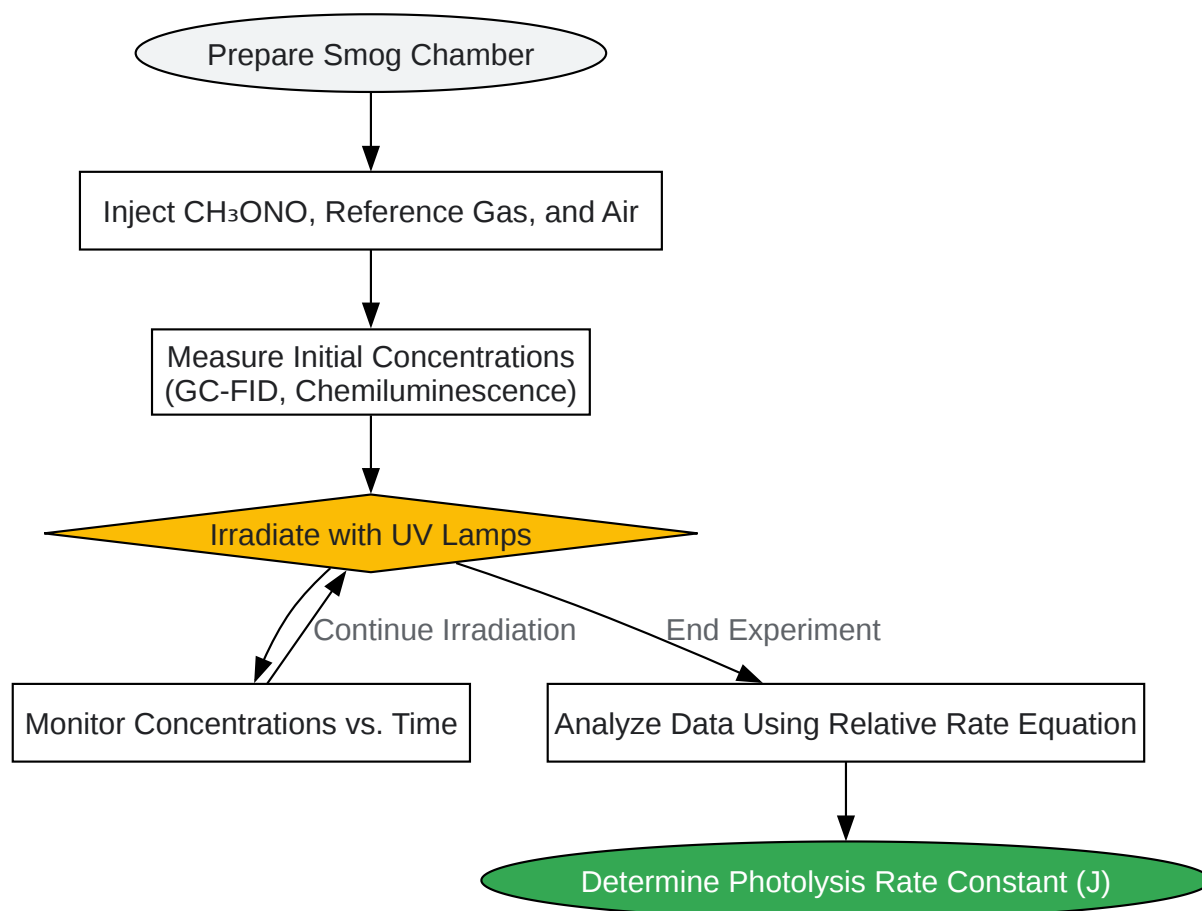 Prepare Smog Chamber
Inject CH₃ONO, Reference Gas, and Air
Measure Initial Concentrations
(GC-FID, Chemiluminescence)
Irradiate with UV Lamps
Continue Irradiation
End Experiment
Monitor Concentrations vs. Time
Analyze Data Using Relative Rate Equation
Determine Photolysis Rate Constant (J)